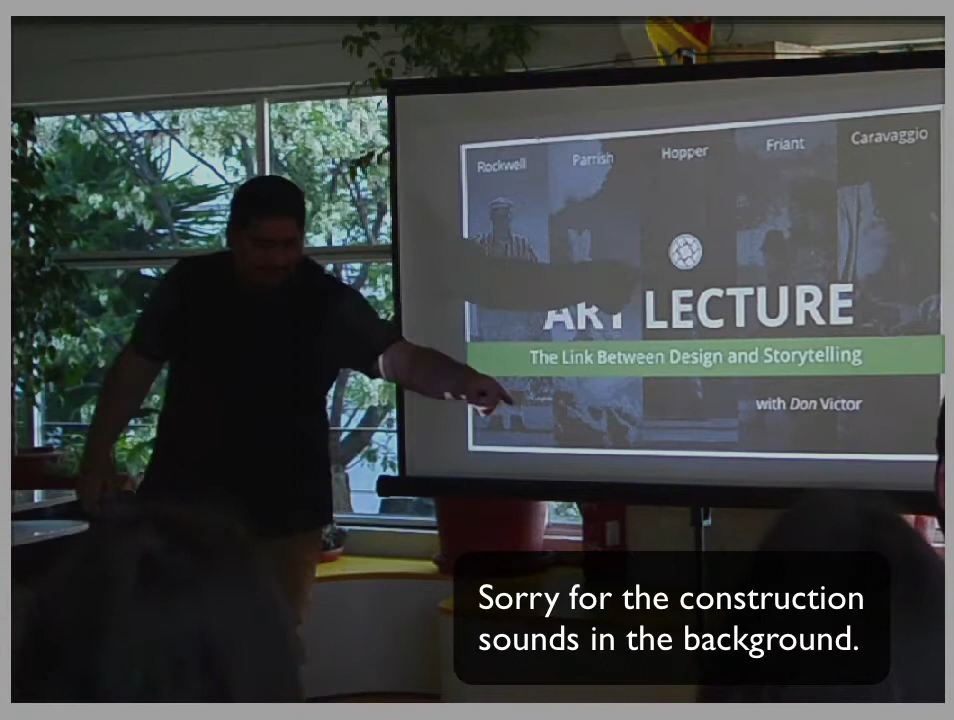 Rockwell
Parrish
Hopper
Friant
Caravaggio
ART LECTURE
The Link Between Design and Storytelling
with Don Victor
Sorry for the construction
sounds in the background.